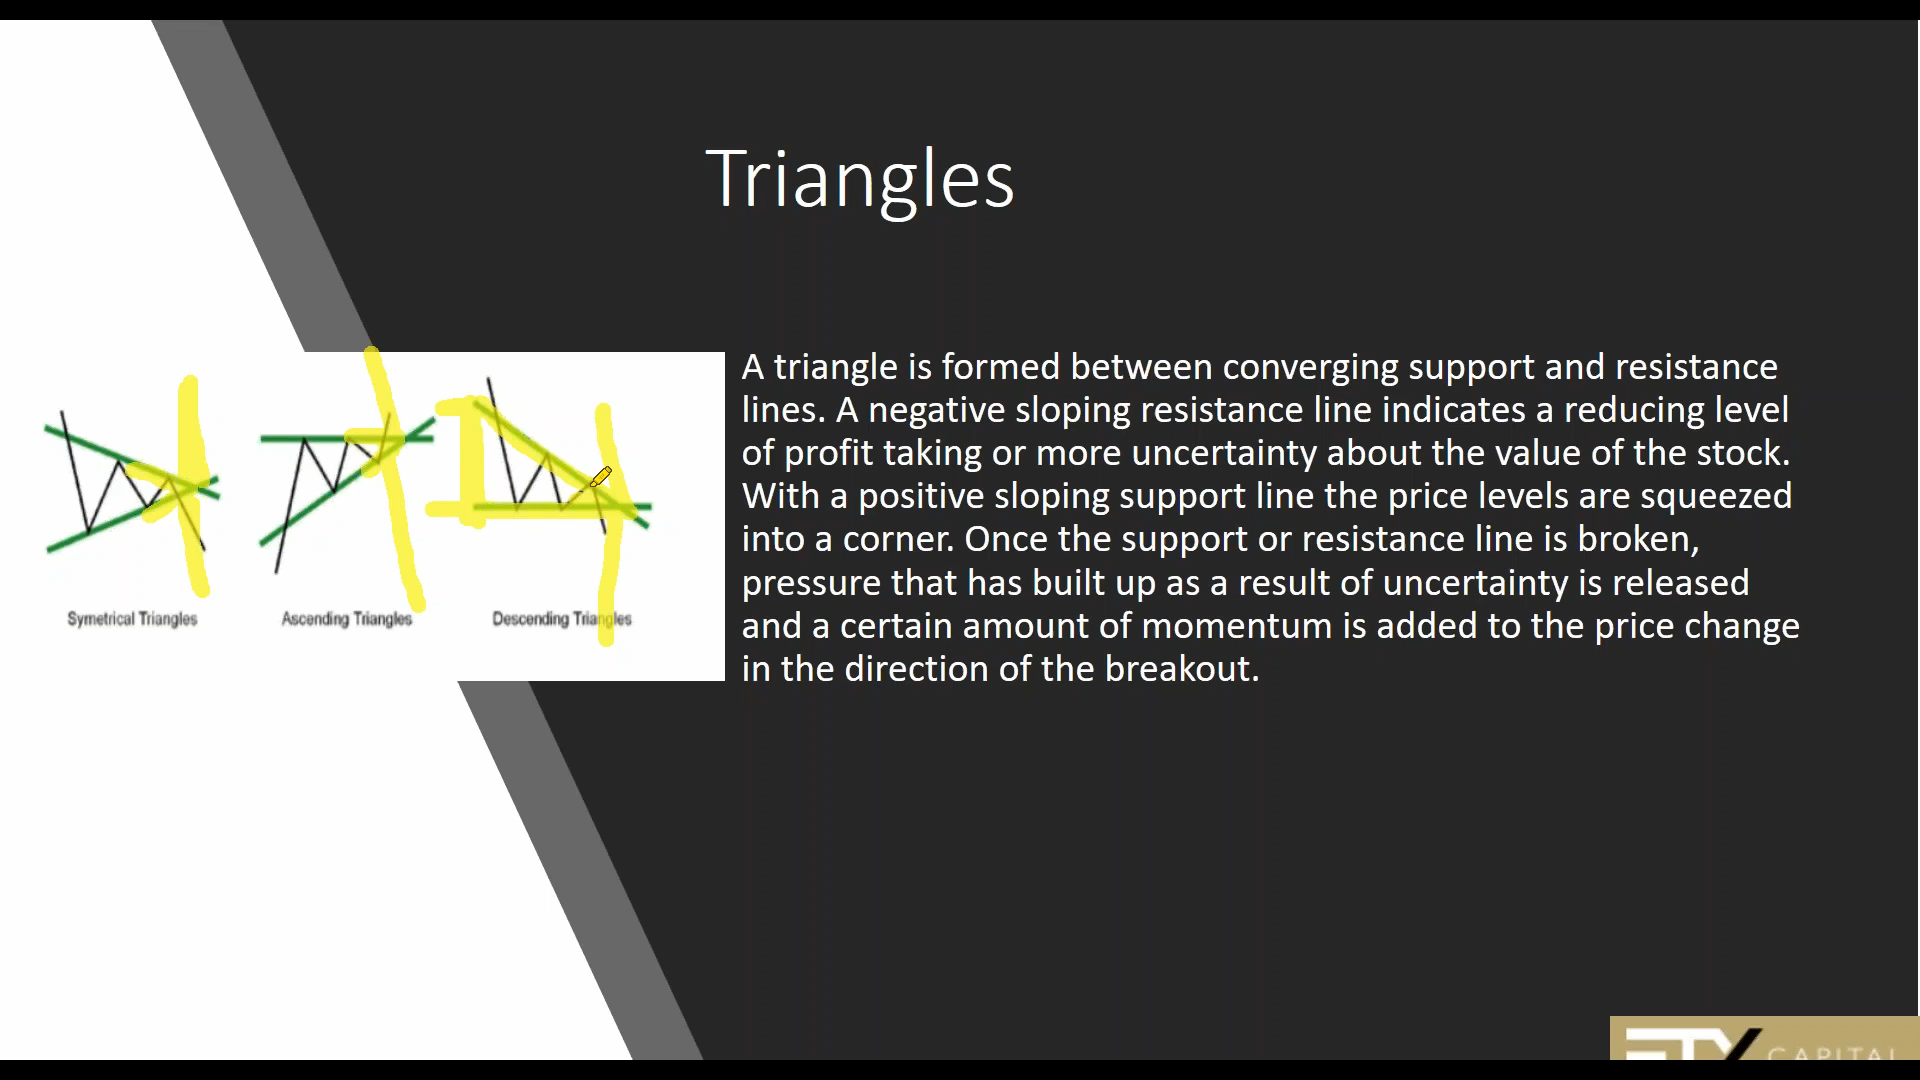 Triangles
A triangle is formed between converging support and resistance
lines. A negative sloping resistance line indicates a reducing level
of profit taking or more uncertainty about the value of the stock.
With a positive sloping support line the price levels are squeezed
into a corner. Once the support or resistance line is broken,
pressure that has built up as a result of uncertainty is released
and a certain amount of momentum is added to the price change
in the direction of the breakout.
Symetrical Triangles
Ascending Triangles
Descending Triangles
CAPITAL